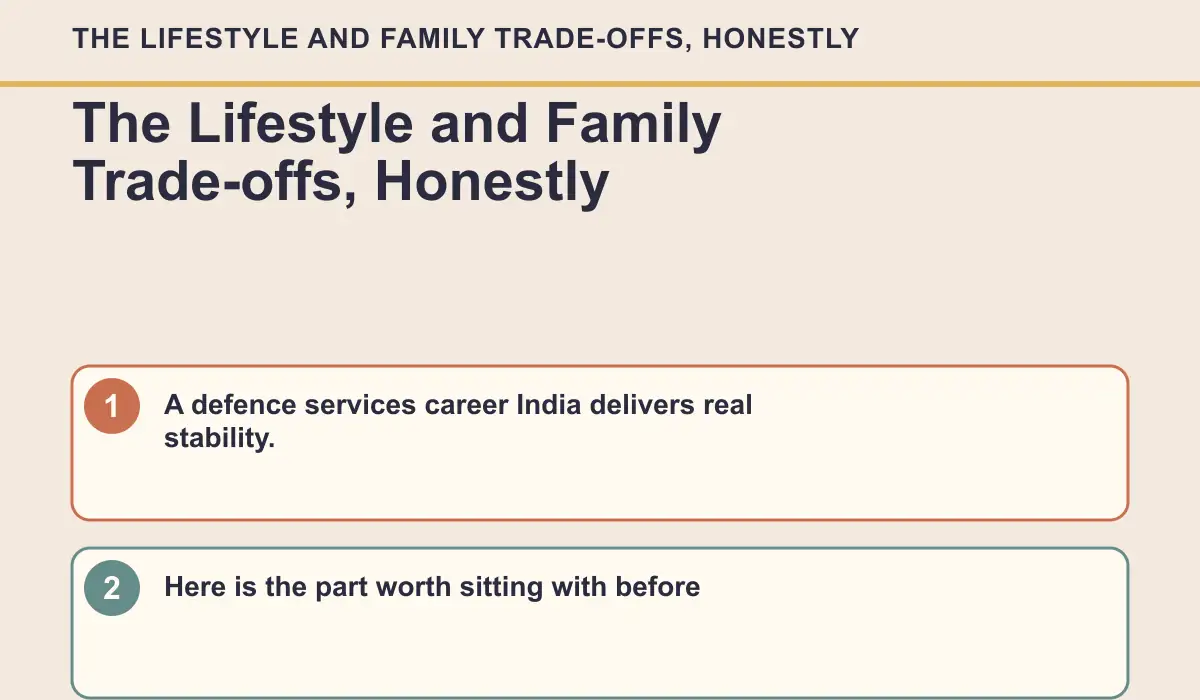 THE LIFESTYLE AND FAMILY TRADE-OFFS, HONESTLY
The Lifestyle and Family
Trade-offs, Honestly
1
A defence services career India delivers real
stability.
2
Here is the part worth sitting with before